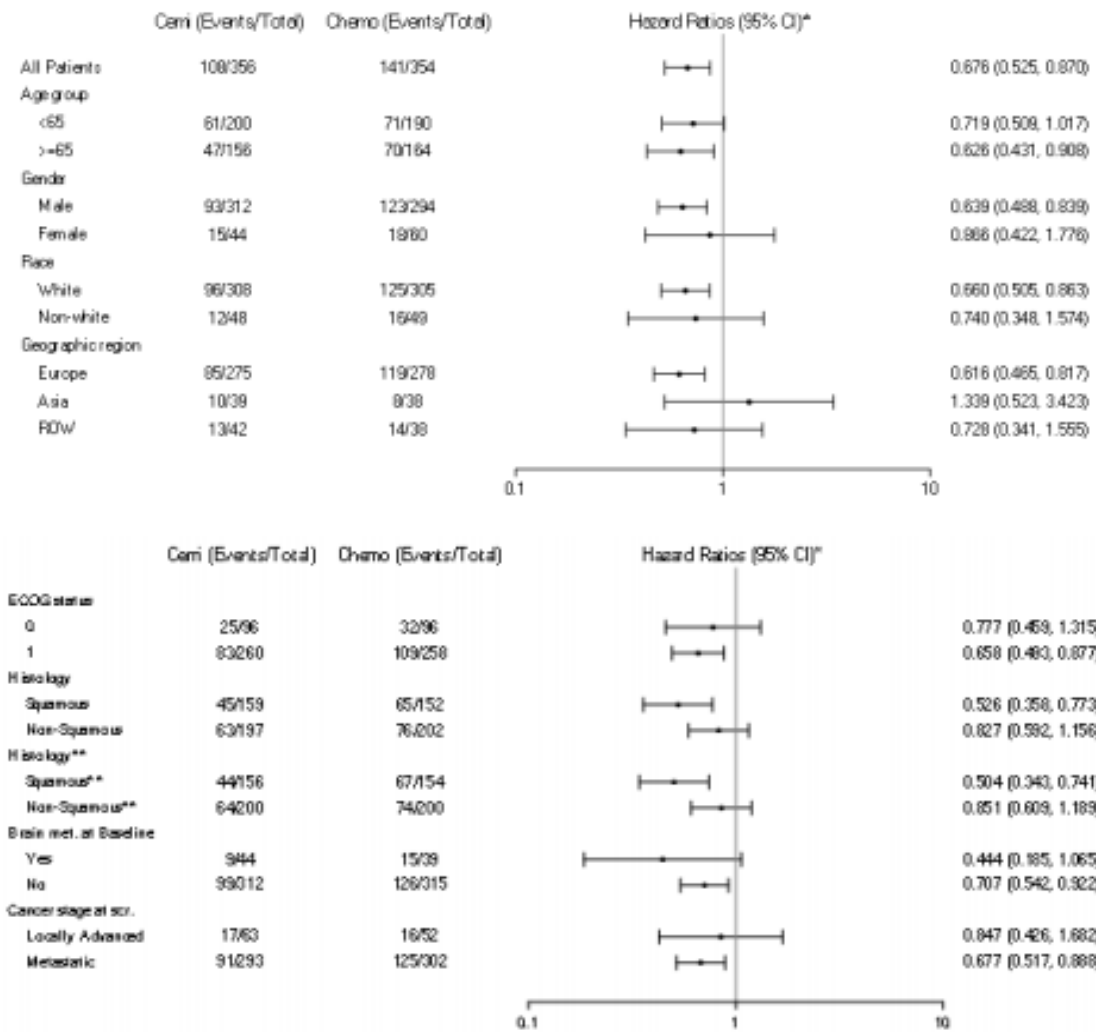 Cemi (Events/Total) Chemo (Events/Total) Hazard Ratios (95% CI)*
All Patients 108/356 141/354 0.676 (0.525, 0.870)
Age group
<65 61/200 71/190 0.719 (0.509, 1.017)
>=65 47/156 70/164 0.626 (0.431, 0.908)
Gender
Male 93/312 123/294 0.639 (0.488, 0.839)
Female 15/44 18/60 0.866 (0.422, 1.776)
Race
White 96/308 125/305 0.660 (0.505, 0.863)
Non-white 12/48 16/49 0.740 (0.348, 1.574)
Geographic region
Europe 85/275 119/278 0.616 (0.465, 0.817)
Asia 10/39 8/38 1.339 (0.523, 3.423)
ROW 13/42 14/38 0.728 (0.341, 1.555)
0.1 1 10
Cemi (Events/Total) Chemo (Events/Total) Hazard Ratios (95% CI)*
ECOG status
0 25/96 32/96 0.777 (0.459, 1.315)
1 83/260 109/258 0.658 (0.493, 0.877)
Histology
Squamous 45/159 65/152 0.526 (0.358, 0.773)
Non-Squamous 63/197 76/202 0.827 (0.592, 1.156)
Histology**
Squamous** 44/156 67/154 0.504 (0.343, 0.741)
Non-Squamous** 64/200 74/200 0.851 (0.609, 1.189)
Brain met. at Baseline
Yes 9/44 15/39 0.444 (0.185, 1.065)
No 99/312 126/315 0.707 (0.542, 0.922)
Cancer stage at scr.
Locally Advanced 17/63 16/52 0.847 (0.426, 1.682)
Metastatic 91/293 125/302 0.677 (0.517, 0.888)
0.1 1 10